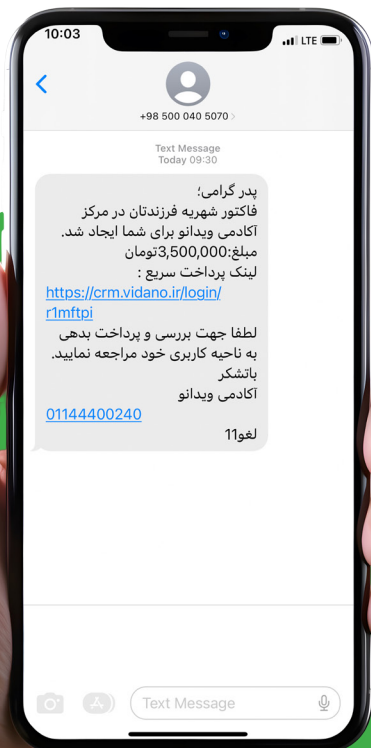 10:03
LTE
+98 500 040 5070
Text Message
Today 09:30
پدر گرامی؛
فاکتور شهریه فرزندتان در مرکز
آکادمی ویدانو برای شما ایجاد شد.
مبلغ:3,500,000تومان
لینک پرداخت سریع :
https://crm.vidano.ir/login/
r1mftpi
لطفا جهت بررسی و پرداخت بدهی
به ناحیه کاربری خود مراجعه نمایید.
باتشکر
آکادمی ویدانو
01144400240
لغو11
Text Message